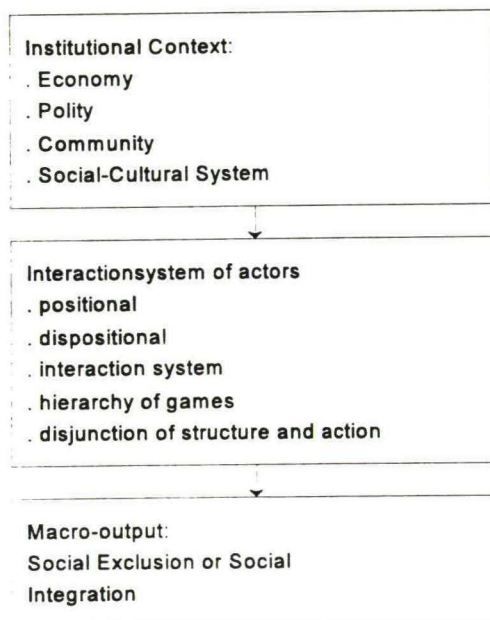 Institutional Context:
. Economy
. Polity
. Community
. Social-Cultural System
Interactionsystem of actors
. positional
. dispositional
. interaction system
. hierarchy of games
. disjunction of structure and action
Macro-output:
Social Exclusion or Social
Integration